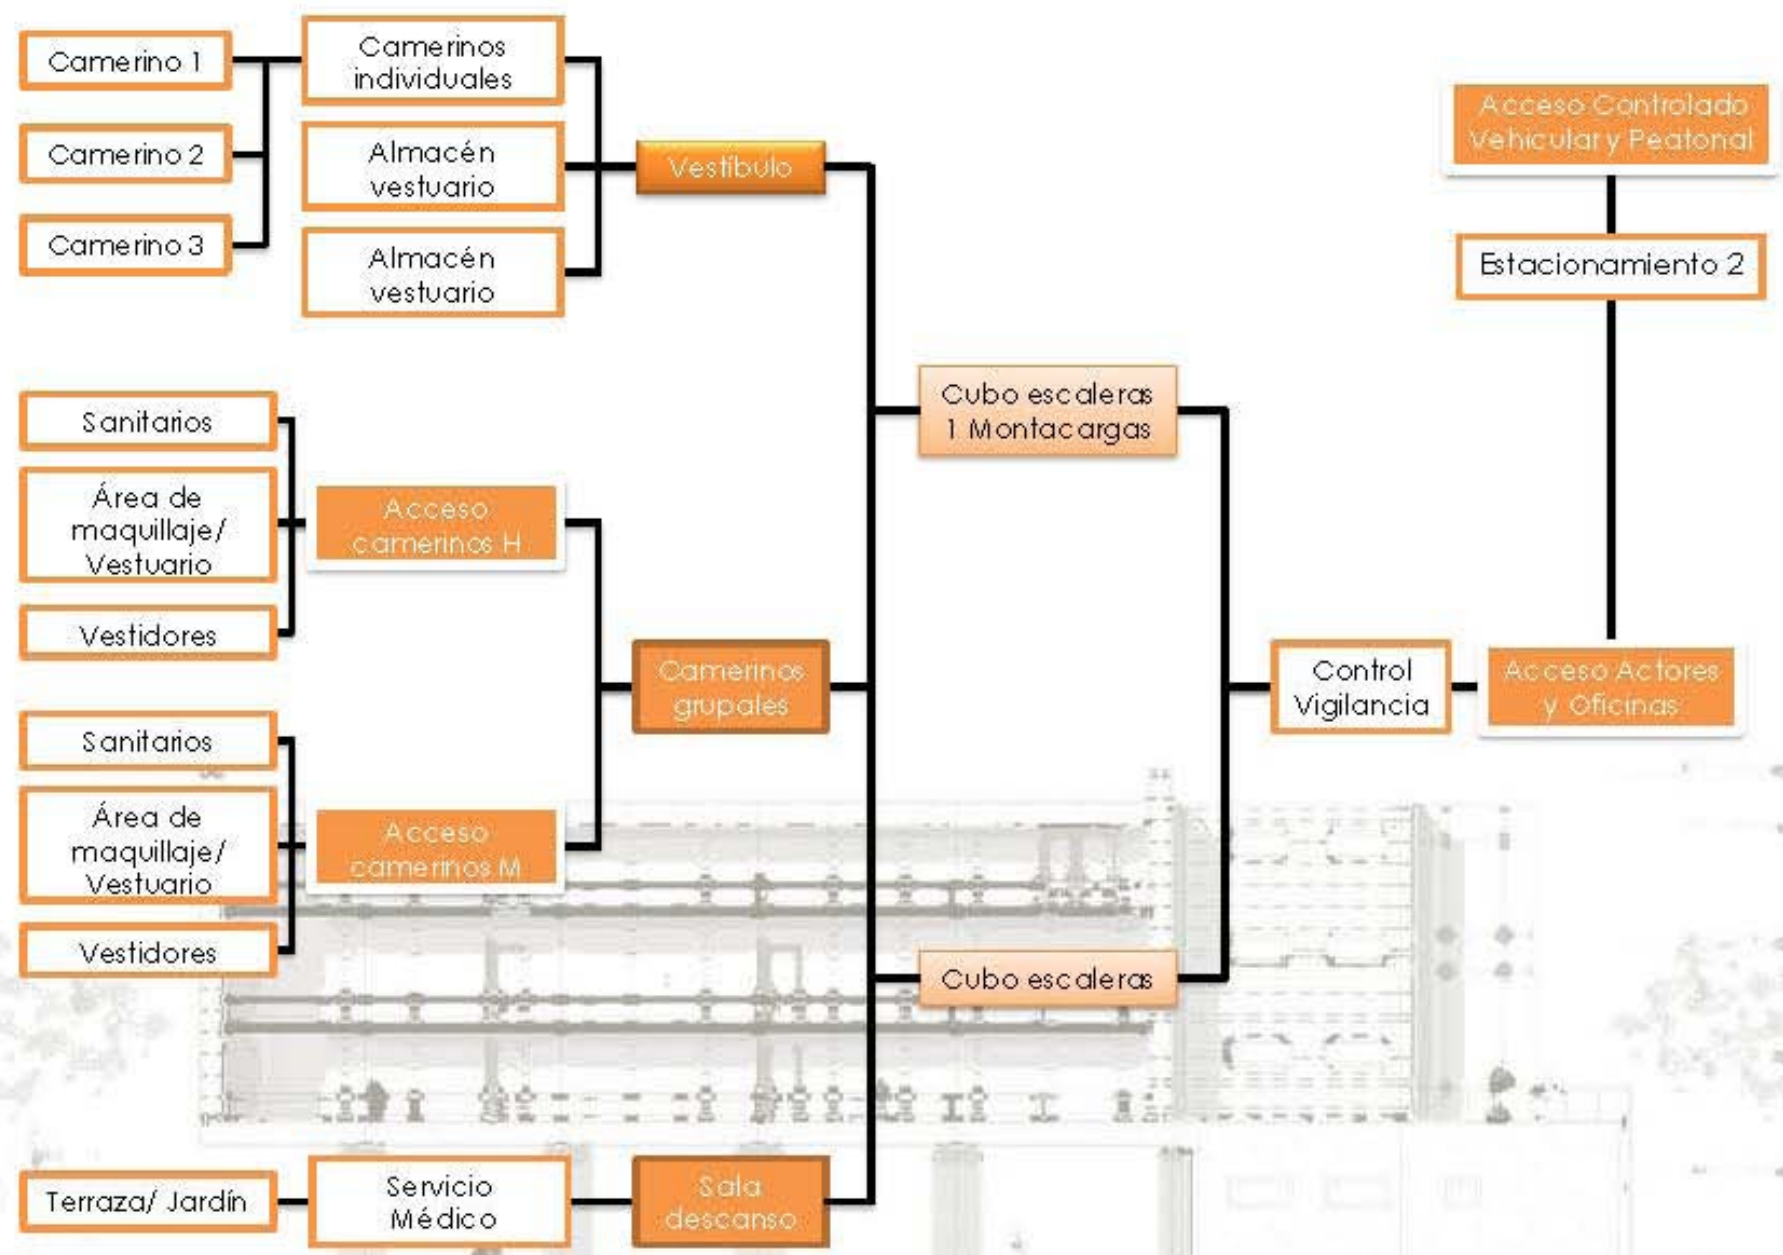 Camerino 1
Camerino 2
Camerino 3
Camerinos
individuales
Almacén
vestuario
Almacén
vestuario
Vestíbulo
Sanitarios
Área de
maquillaje/
Vestuario
Vestidores
Acceso
camerinos H
Sanitarios
Área de
maquillaje/
Vestuario
Vestidores
Acceso
camerinos M
Camerinos
grupales
Terraza/ Jardín
Servicio
Médico
Sala
descanso
Cubo escaleras
1 Montacargas
Cubo escaleras
Control
Vigilancia
Acceso Actores
y Oficinas
Estacionamiento 2
Acceso Controlado
Vehicular y Peatonal